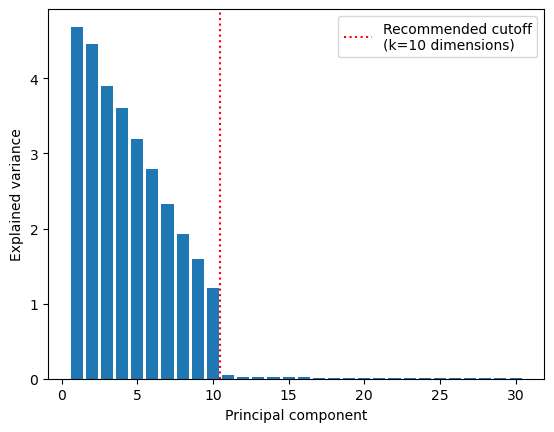 Recommended cutoff
(k=10 dimensions)
Explained variance
4
3
2
1
0
0 5 10 15 20 25 30
Principal component